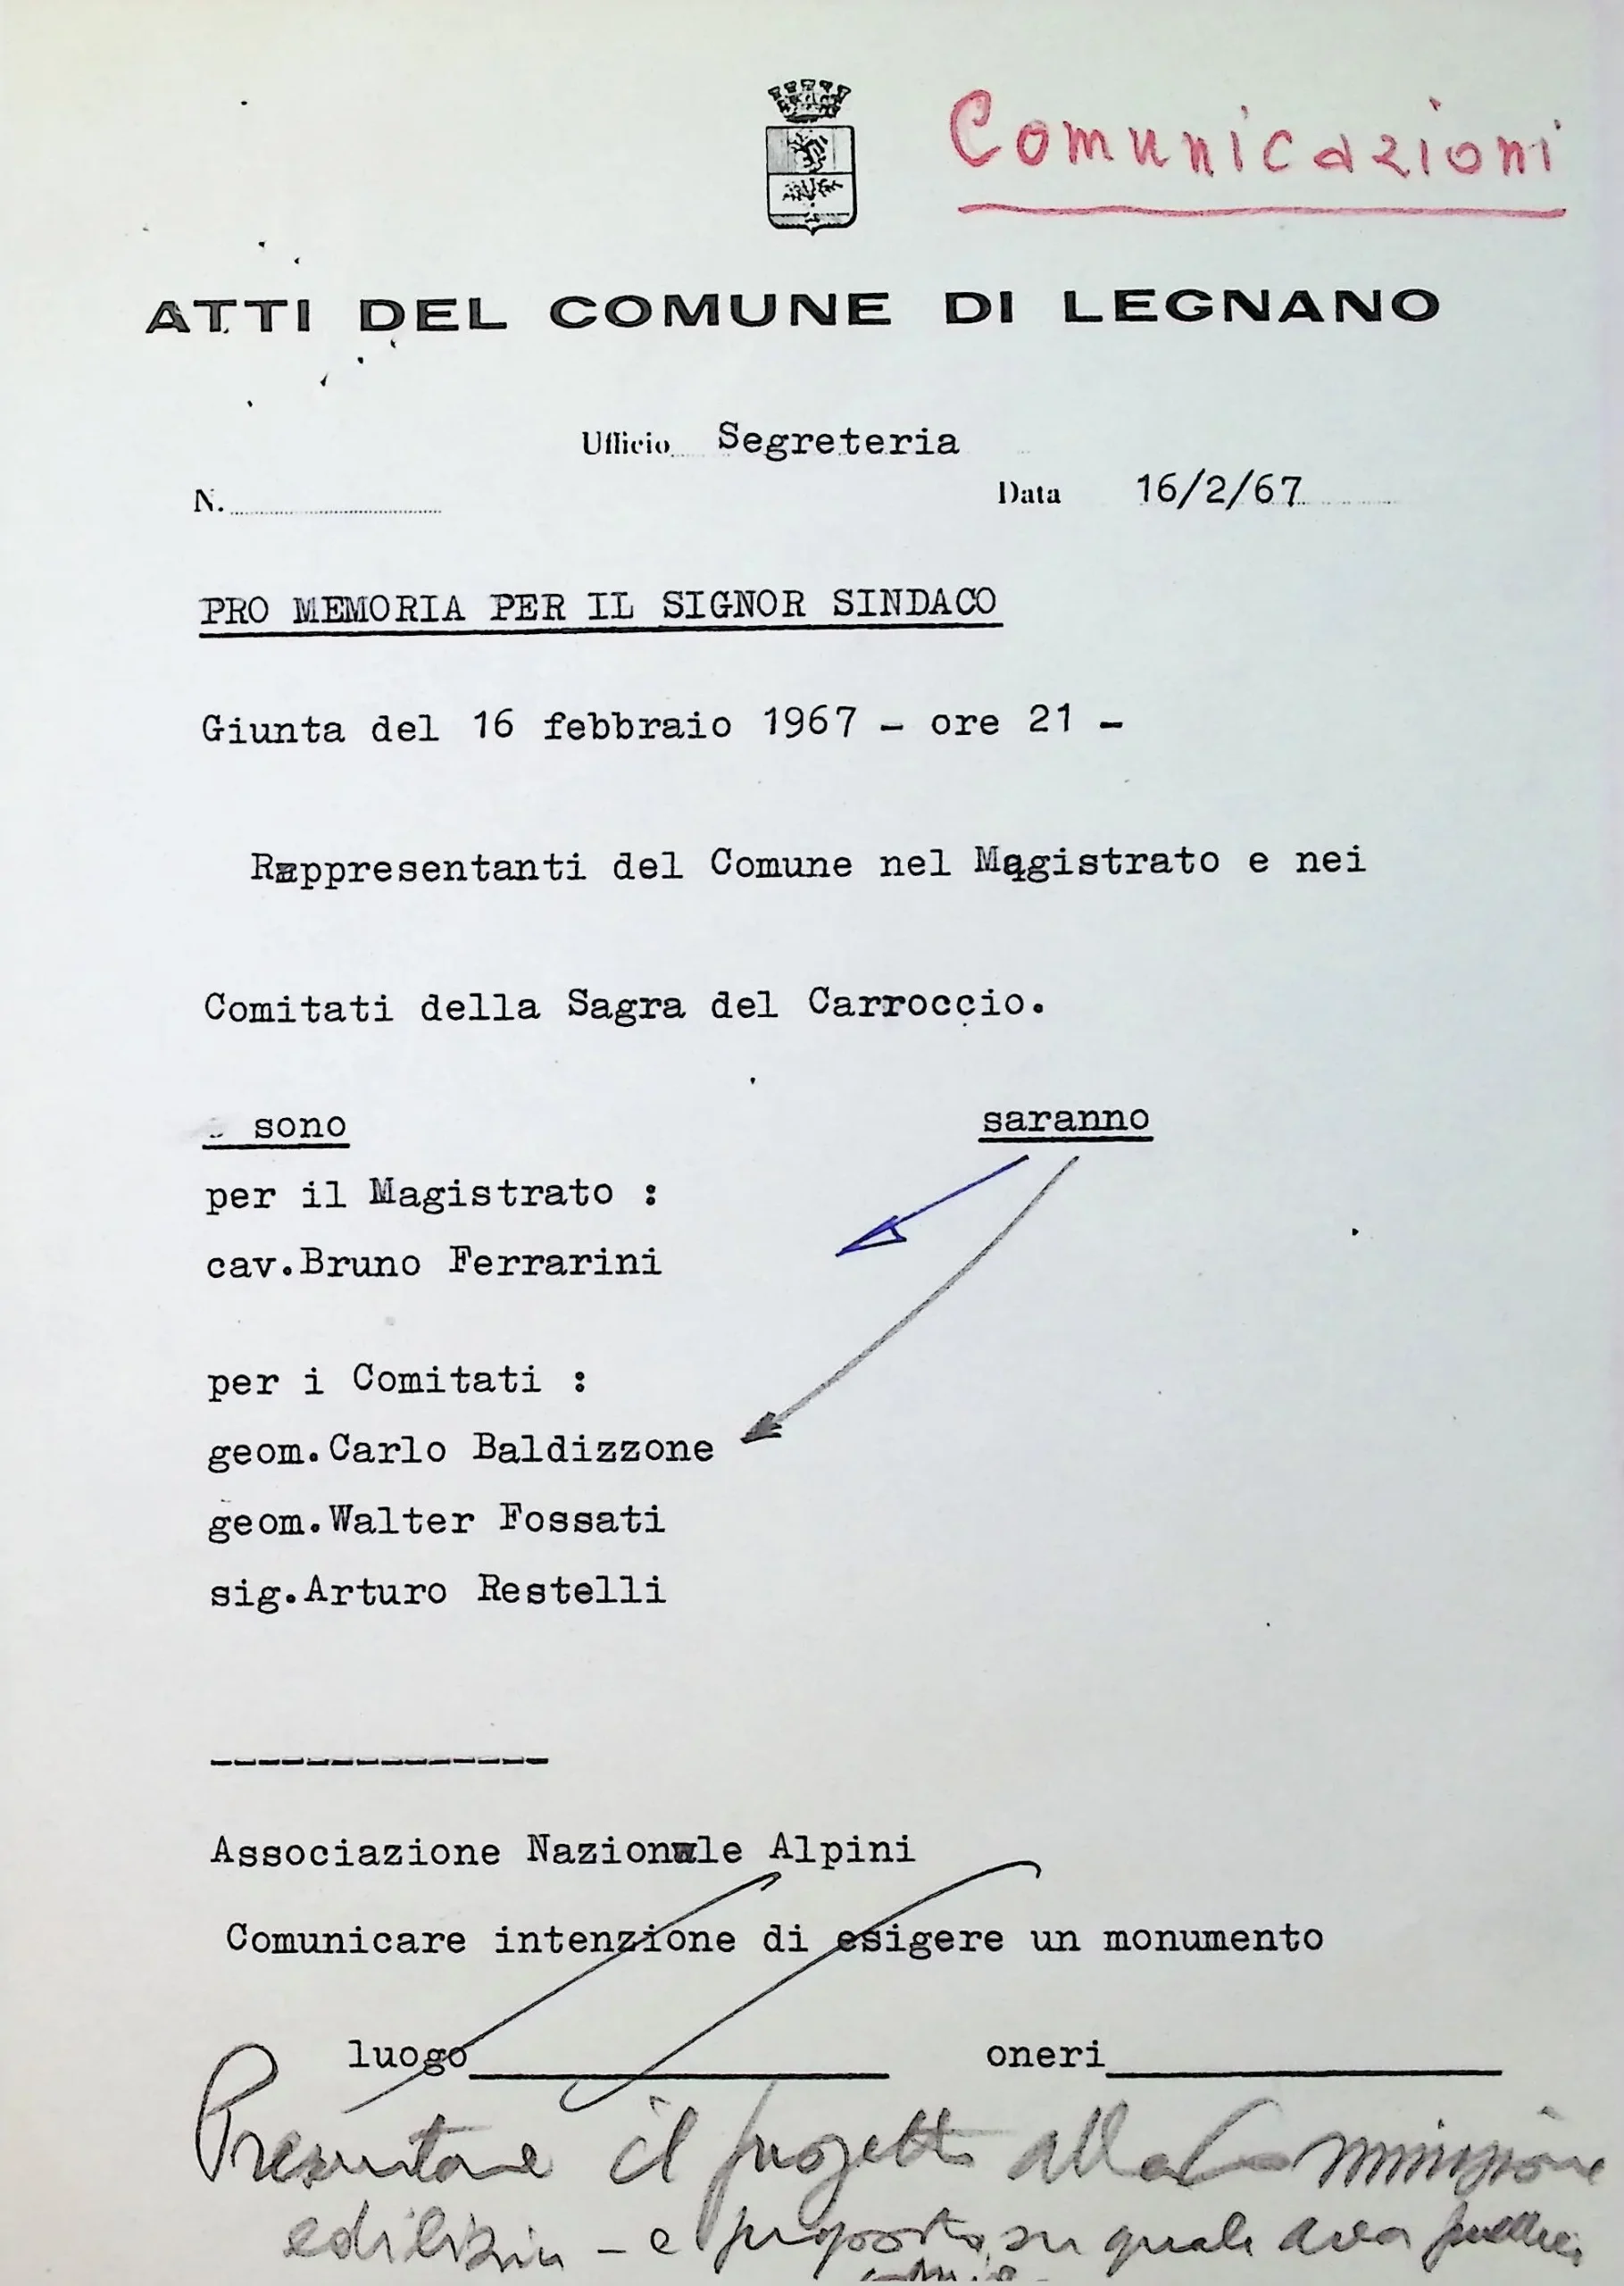 Comunicazioni
ATTI DEL COMUNE DI LEGNANO
Ufficio Segreteria
N. Data 16/2/67
PRO MEMORIA PER IL SIGNOR SINDACO
Giunta del 16 febbraio 1967 - ore 21 -
Rappresentanti del Comune nel Magistrato e nei
Comitati della Sagra del Carroccio.
sono saranno
per il Magistrato :
cav.Bruno Ferrarini
per i Comitati :
geom.Carlo Baldizzone
geom.Walter Fossati
sig.Arturo Restelli
---------------
Associazione Nazionale Alpini
Comunicare intenzione di esigere un monumento
luogo oneri
Presentare il progetto alla Commissione
edilizia - e proposta su quale area